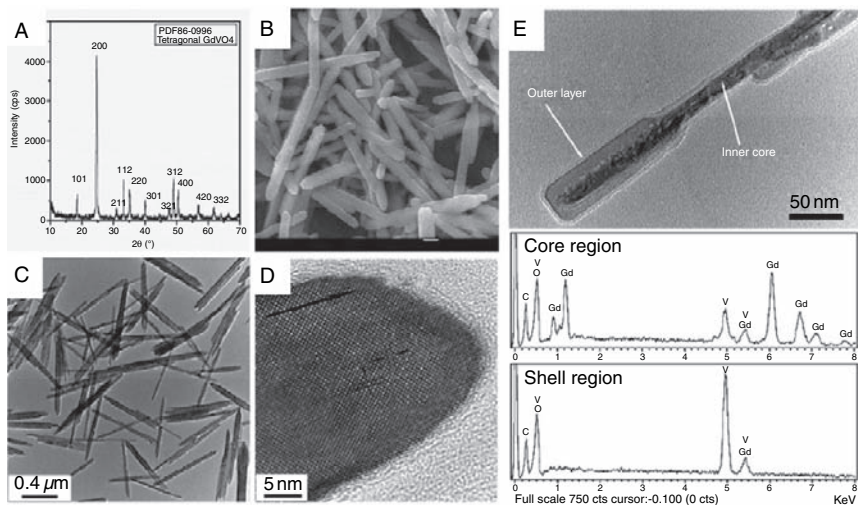 A
PDF86-0996
Tetragonal GdVO4
200
101
112
211
220
301
321
312
400
420
332
Intensity (cps)
4000
3000
2000
1000
0
10 20 30 40 50 60 70
2θ (°)
B
C
0.4 μm
D
5 nm
E
Outer layer
Inner core
50 nm
Core region
C
V
O
Gd
Gd
V
V
Gd
Gd
Gd
Gd
Gd
0 1 2 3 4 5 6 7 8
Shell region
C
V
O
V
V
Gd
0 1 2 3 4 5 6 7 8
Full scale 750 cts cursor:-0.100 (0 cts) KeV